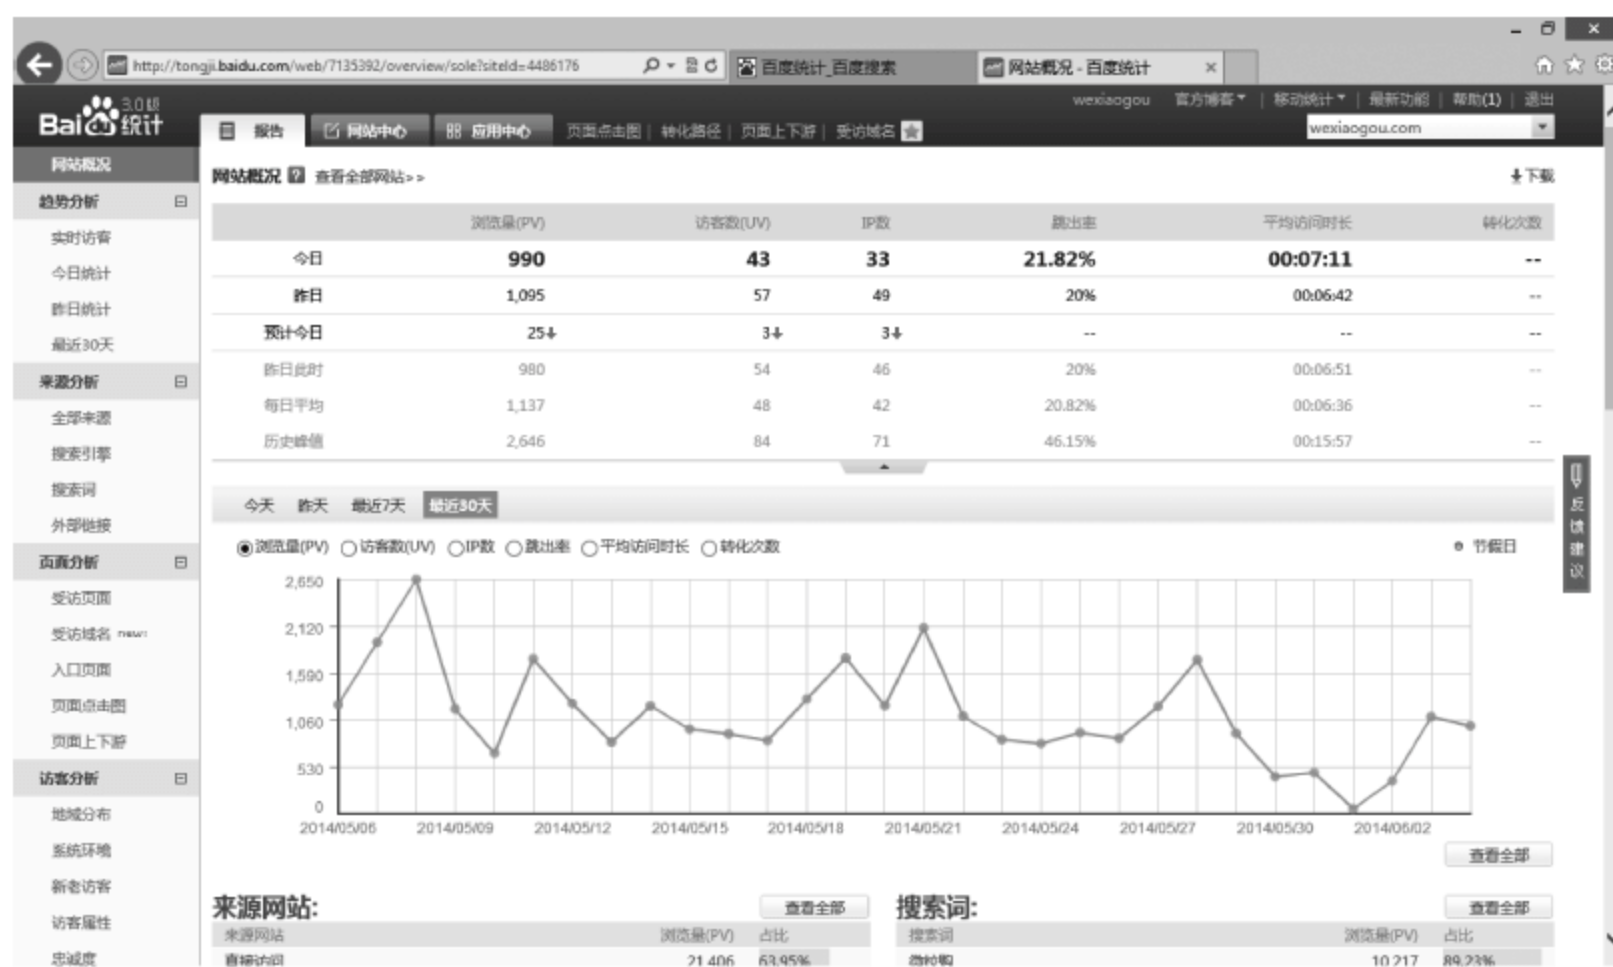 http://tongji.baidu.com/web/7135392/overview/sole?siteId=4486176
百度统计_百度搜索
网站概况 - 百度统计
wexiaogou 官方博客 | 移动统计 | 最新功能 | 帮助(1) | 退出
Bai 统计 3.0版
报告 网站中心 应用中心 页面点击图 | 转化路径 | 页面上下游 | 受访域名
wexiaogou.com
网站概况
趋势分析
实时访客
今日统计
昨日统计
最近30天
来源分析
全部来源
搜索引擎
搜索词
外部链接
页面分析
受访页面
受访域名 new!
入口页面
页面点击图
页面上下游
访客分析
地域分布
系统环境
新老访客
访客属性
忠诚度
网站概况 ? 查看全部网站>>
下载
浏览量(PV) 访客数(UV) IP数 跳出率 平均访问时长 转化次数
今日 990 43 33 21.82% 00:07:11 --
昨日 1,095 57 49 20% 00:06:42 --
预计今日 25↓ 3↓ 3↓ -- -- --
昨日此时 980 54 46 20% 00:06:51 --
每日平均 1,137 48 42 20.82% 00:06:36 --
历史峰值 2,646 84 71 46.15% 00:15:57 --
今天 昨天 最近7天 最近30天
浏览量(PV) 访客数(UV) IP数 跳出率 平均访问时长 转化次数
节假日
2,650
2,120
1,590
1,060
530
0
2014/05/06 2014/05/09 2014/05/12 2014/05/15 2014/05/18 2014/05/21 2014/05/24 2014/05/27 2014/05/30 2014/06/02
查看全部
来源网站: 查看全部
来源网站 浏览量(PV) 占比
直接访问 21,406 63.95%
搜索词: 查看全部
搜索词 浏览量(PV) 占比
微校购 10,217 89.23%
反馈建议